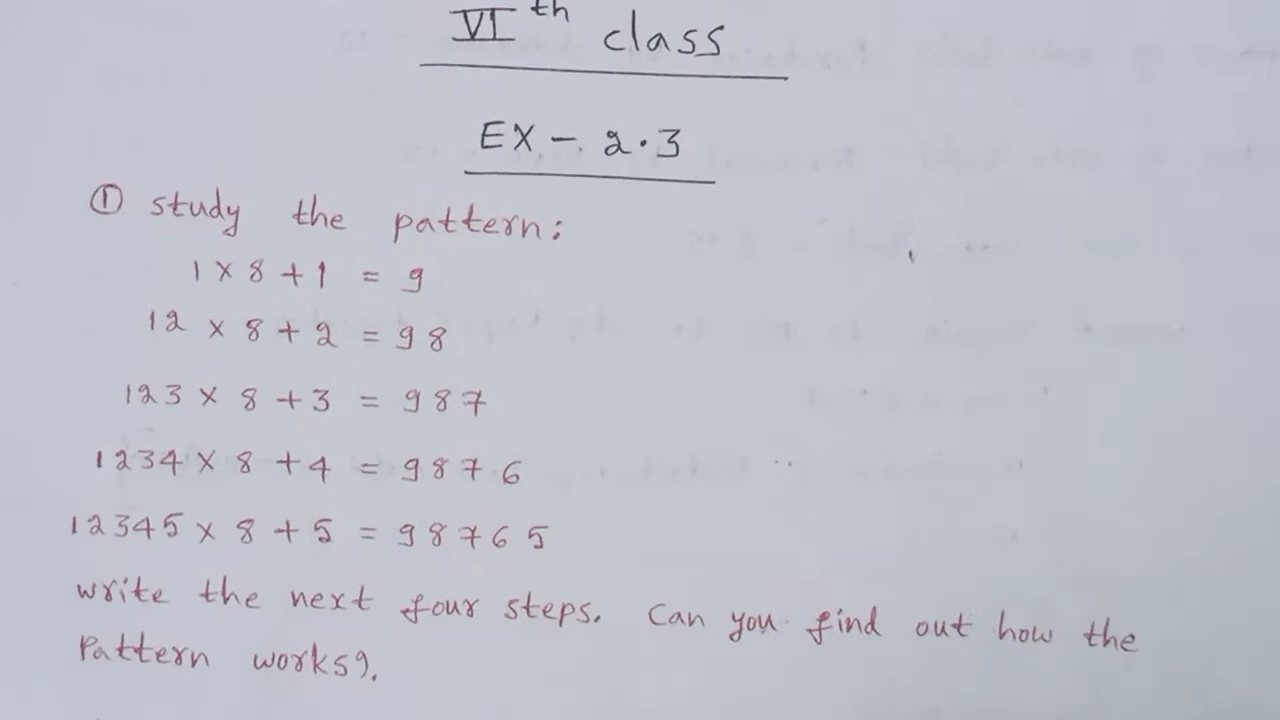 VIth class
EX - 2.3
① study the pattern:
1 × 8 + 1 = 9
12 × 8 + 2 = 98
123 × 8 + 3 = 987
1234 × 8 + 4 = 9876
12345 × 8 + 5 = 98765
write the next four steps. Can you find out how the
Pattern works?.